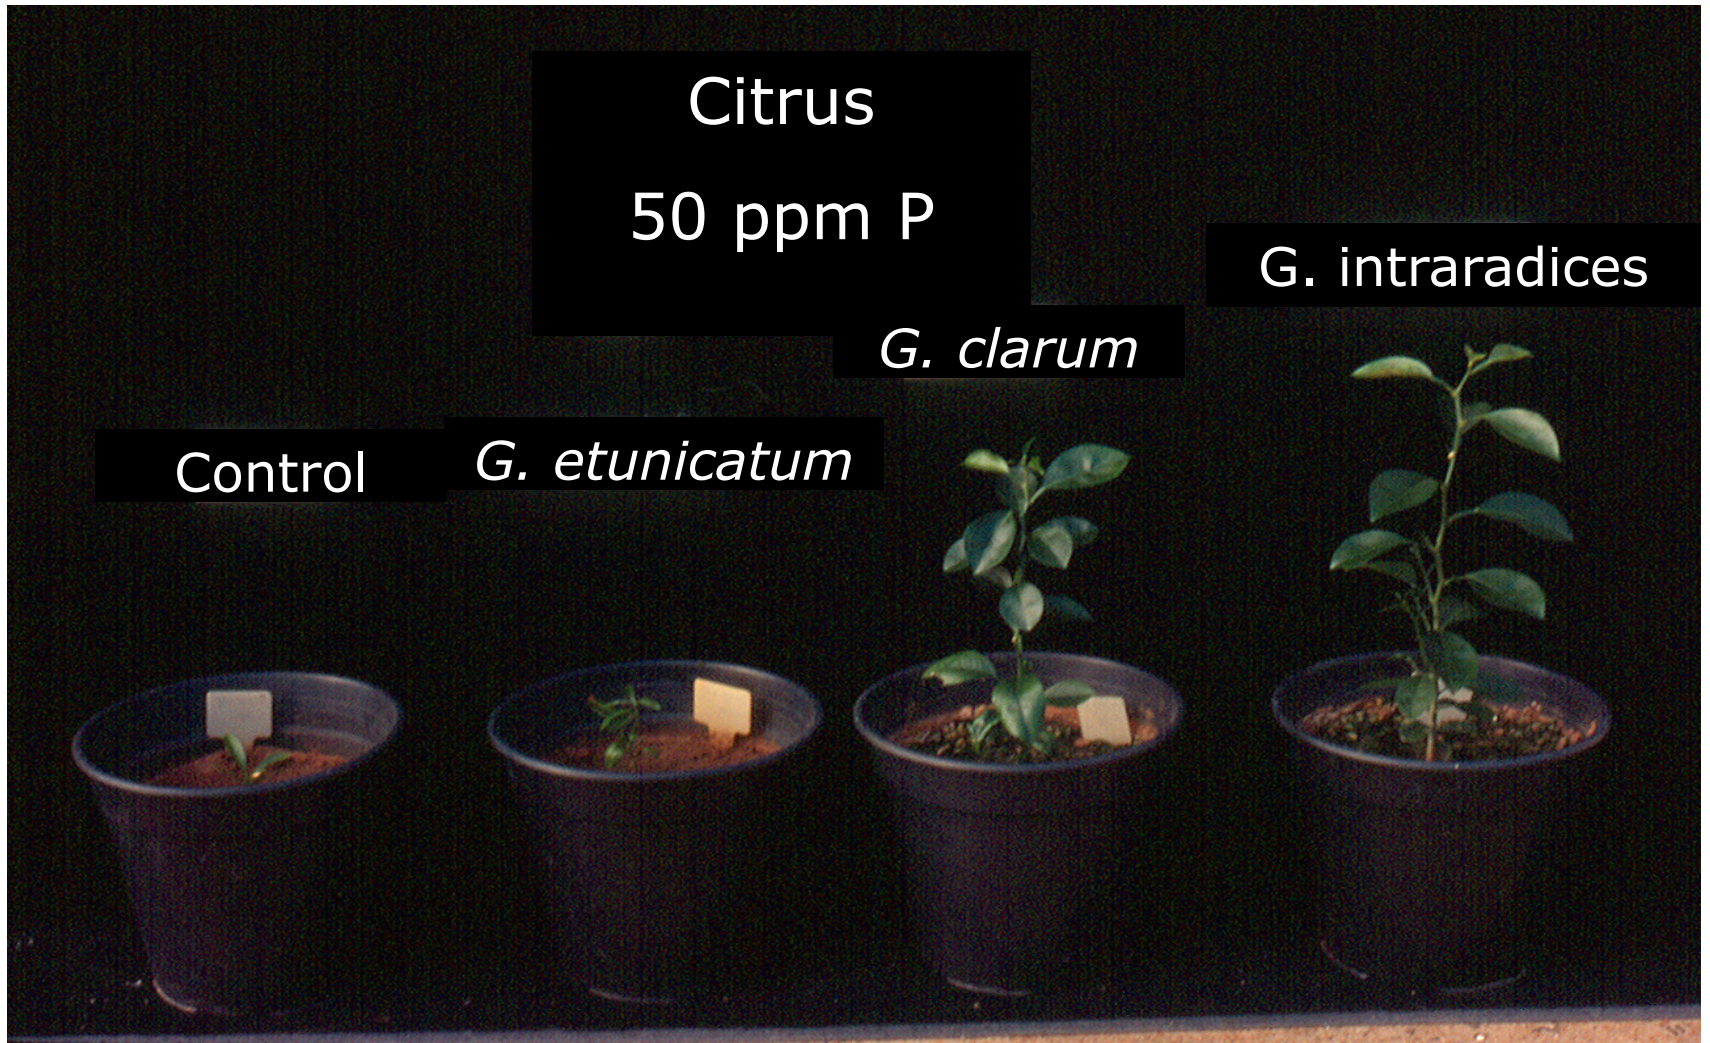 Citrus
50 ppm P
G. intraradices
G. clarum
Control
G. etunicatum